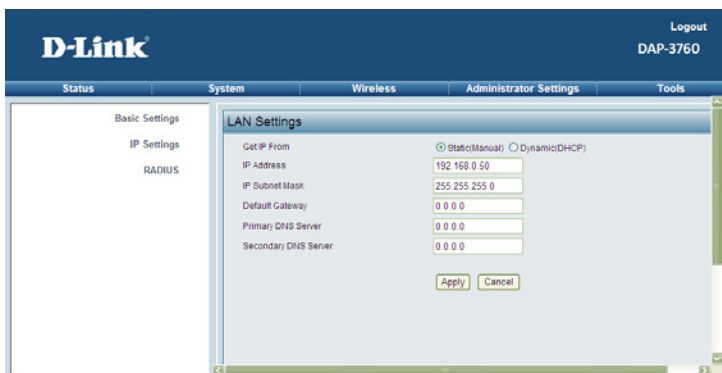 Logout
D-Link
DAP-3760
Status System Wireless Administrator Settings Tools
Basic Settings
IP Settings
RADIUS
LAN Settings
Get IP From Static(Manual) Dynamic(DHCP)
IP Address 192.168.0.50
IP Subnet Mask 255.255.255.0
Default Gateway 0.0.0.0
Primary DNS Server 0.0.0.0
Secondary DNS Server 0.0.0.0
Apply Cancel